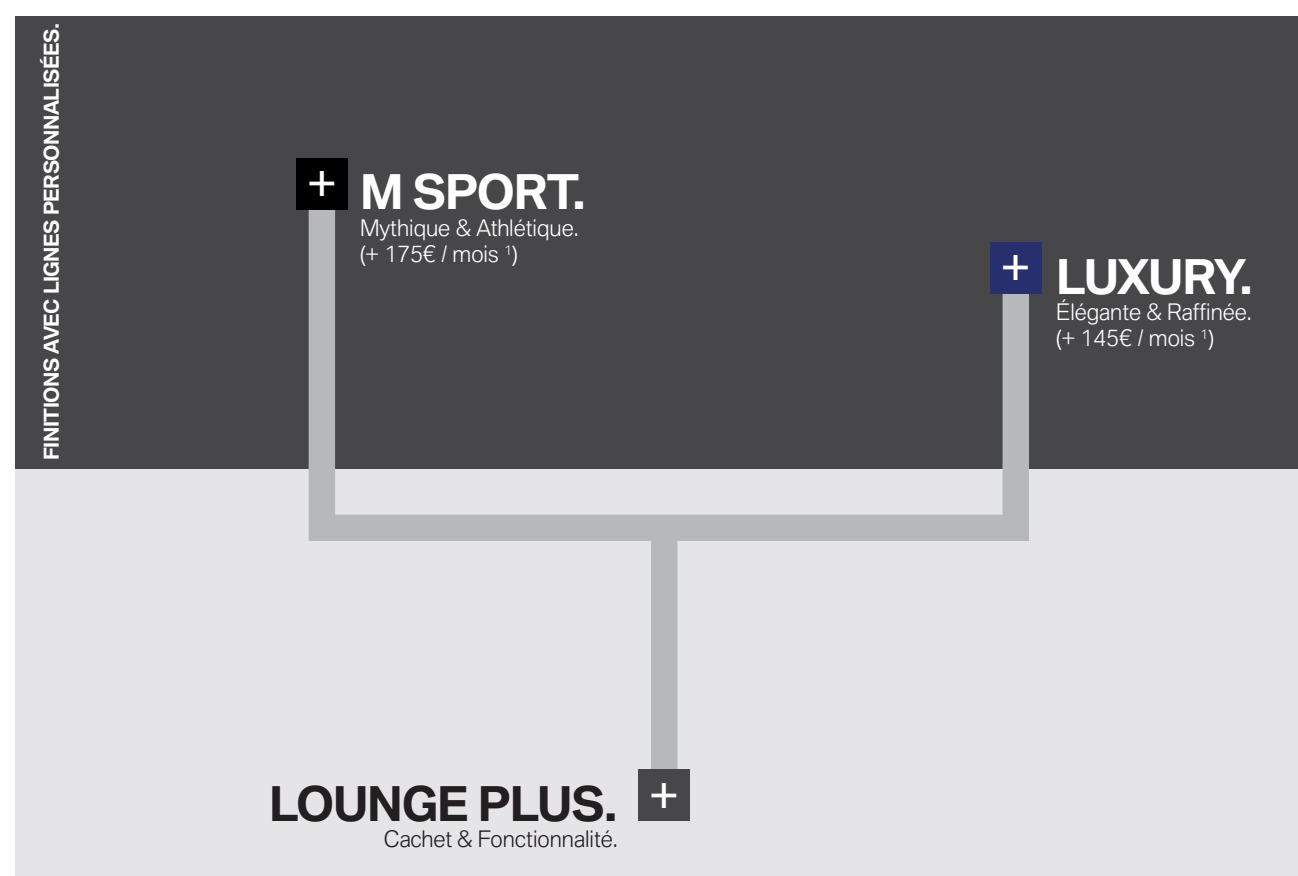 FINITIONS AVEC LIGNES PERSONNALISÉES.
+ M SPORT.
Mythique & Athlétique.
(+ 175€ / mois ¹)
+ LUXURY.
Élégante & Raffinée.
(+ 145€ / mois ¹)
LOUNGE PLUS. +
Cachet & Fonctionnalité.